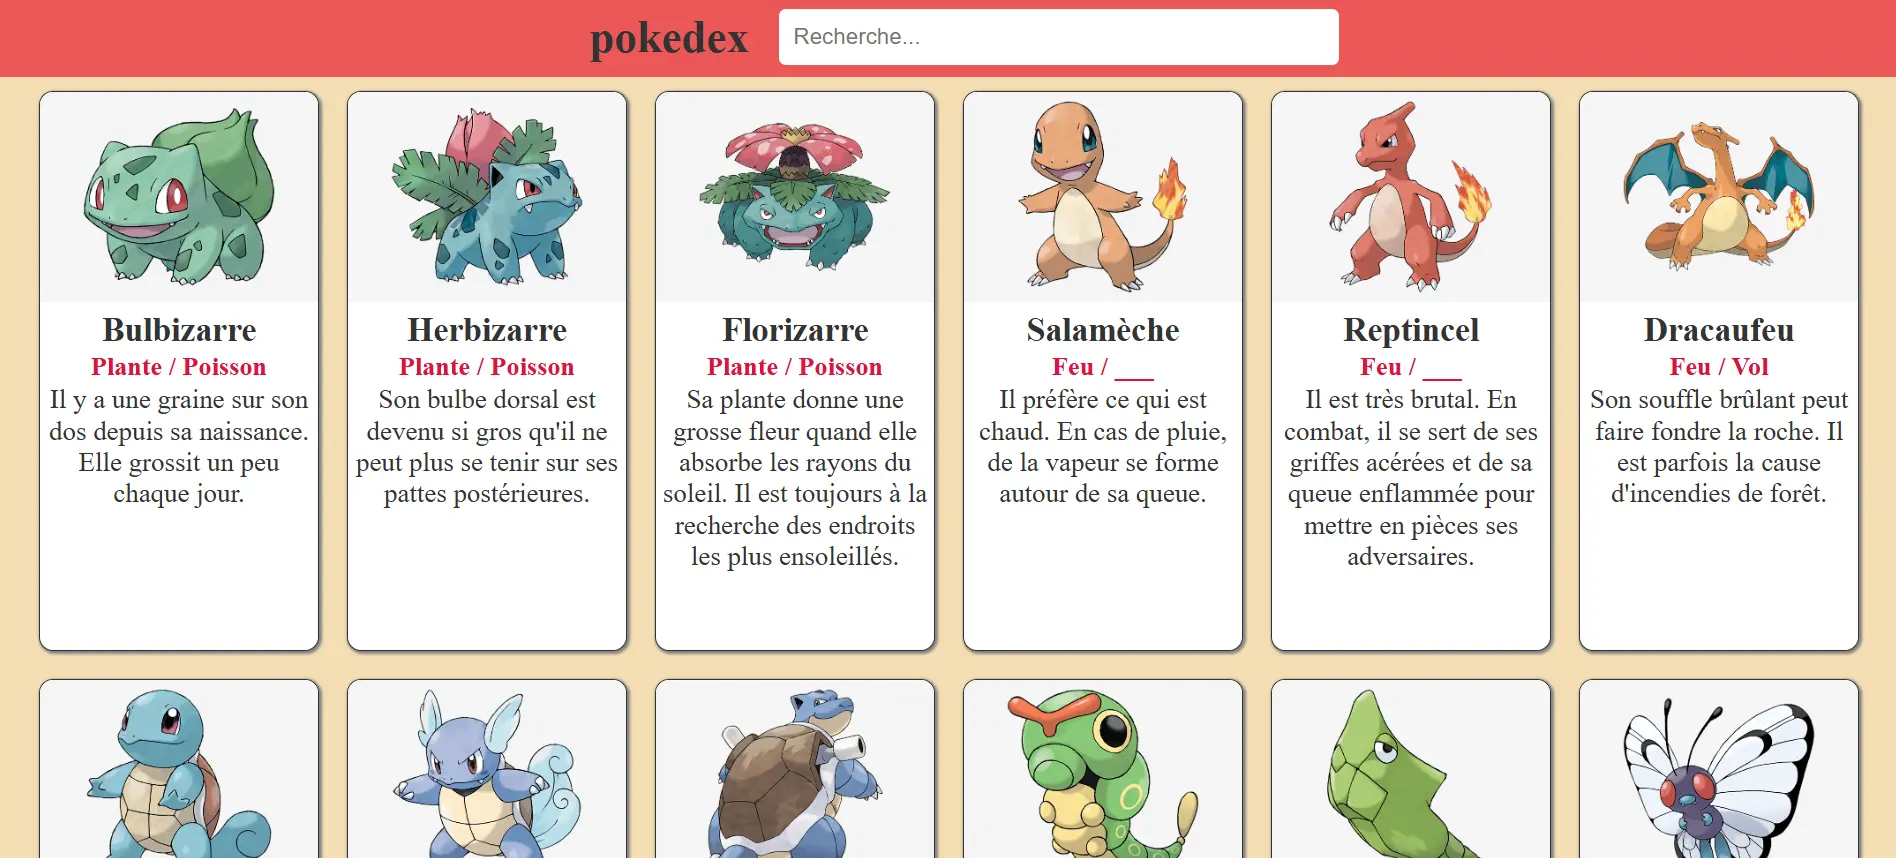 pokedex
Recherche...
Bulbizarre
Plante / Poisson
Il y a une graine sur son
dos depuis sa naissance.
Elle grossit un peu
chaque jour.
Herbizarre
Plante / Poisson
Son bulbe dorsal est
devenu si gros qu'il ne
peut plus se tenir sur ses
pattes postérieures.
Florizarre
Plante / Poisson
Sa plante donne une
grosse fleur quand elle
absorbe les rayons du
soleil. Il est toujours à la
recherche des endroits
les plus ensoleillés.
Salamèche
Feu / ___
Il préfère ce qui est
chaud. En cas de pluie,
de la vapeur se forme
autour de sa queue.
Reptincel
Feu / ___
Il est très brutal. En
combat, il se sert de ses
griffes acérées et de sa
queue enflammée pour
mettre en pièces ses
adversaires.
Dracaufeu
Feu / Vol
Son souffle brûlant peut
faire fondre la roche. Il
est parfois la cause
d'incendies de forêt.